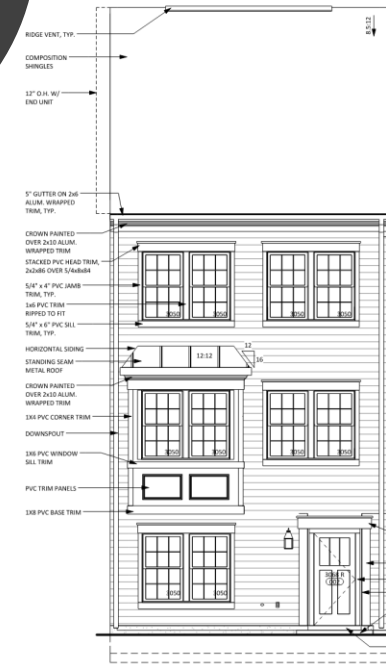 RIDGE VENT, TYP.
8.5:12
COMPOSITION
SHINGLES
12" O.H. W/
END UNIT
5" GUTTER ON 2x6
ALUM. WRAPPED
TRIM, TYP.
CROWN PAINTED
OVER 2x10 ALUM.
WRAPPED TRIM
STACKED PVC HEAD TRIM,
2x2x86 OVER 5/4x8x84
5/4" x 4" PVC JAMB
TRIM, TYP.
1x6 PVC TRIM
RIPPED TO FIT
5/4" x 6" PVC SILL
TRIM, TYP.
3050 3050 3050 3050
HORIZONTAL SIDING
STANDING SEAM
METAL ROOF
12:12
12
16
CROWN PAINTED
OVER 2x10 ALUM.
WRAPPED TRIM
1X4 PVC CORNER TRIM
DOWNSPOUT
3050 3050 3050 3050
1X6 PVC WINDOW
SILL TRIM
PVC TRIM PANELS
1X8 PVC BASE TRIM
3050 3050
3068 R